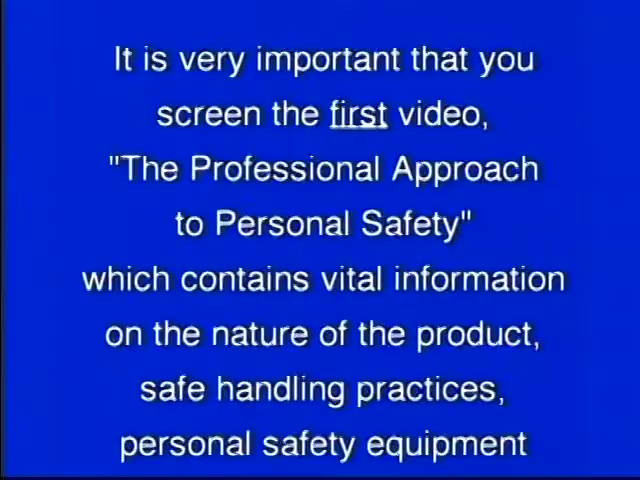 It is very important that you
screen the first video,
"The Professional Approach
to Personal Safety"
which contains vital information
on the nature of the product,
safe handling practices,
personal safety equipment